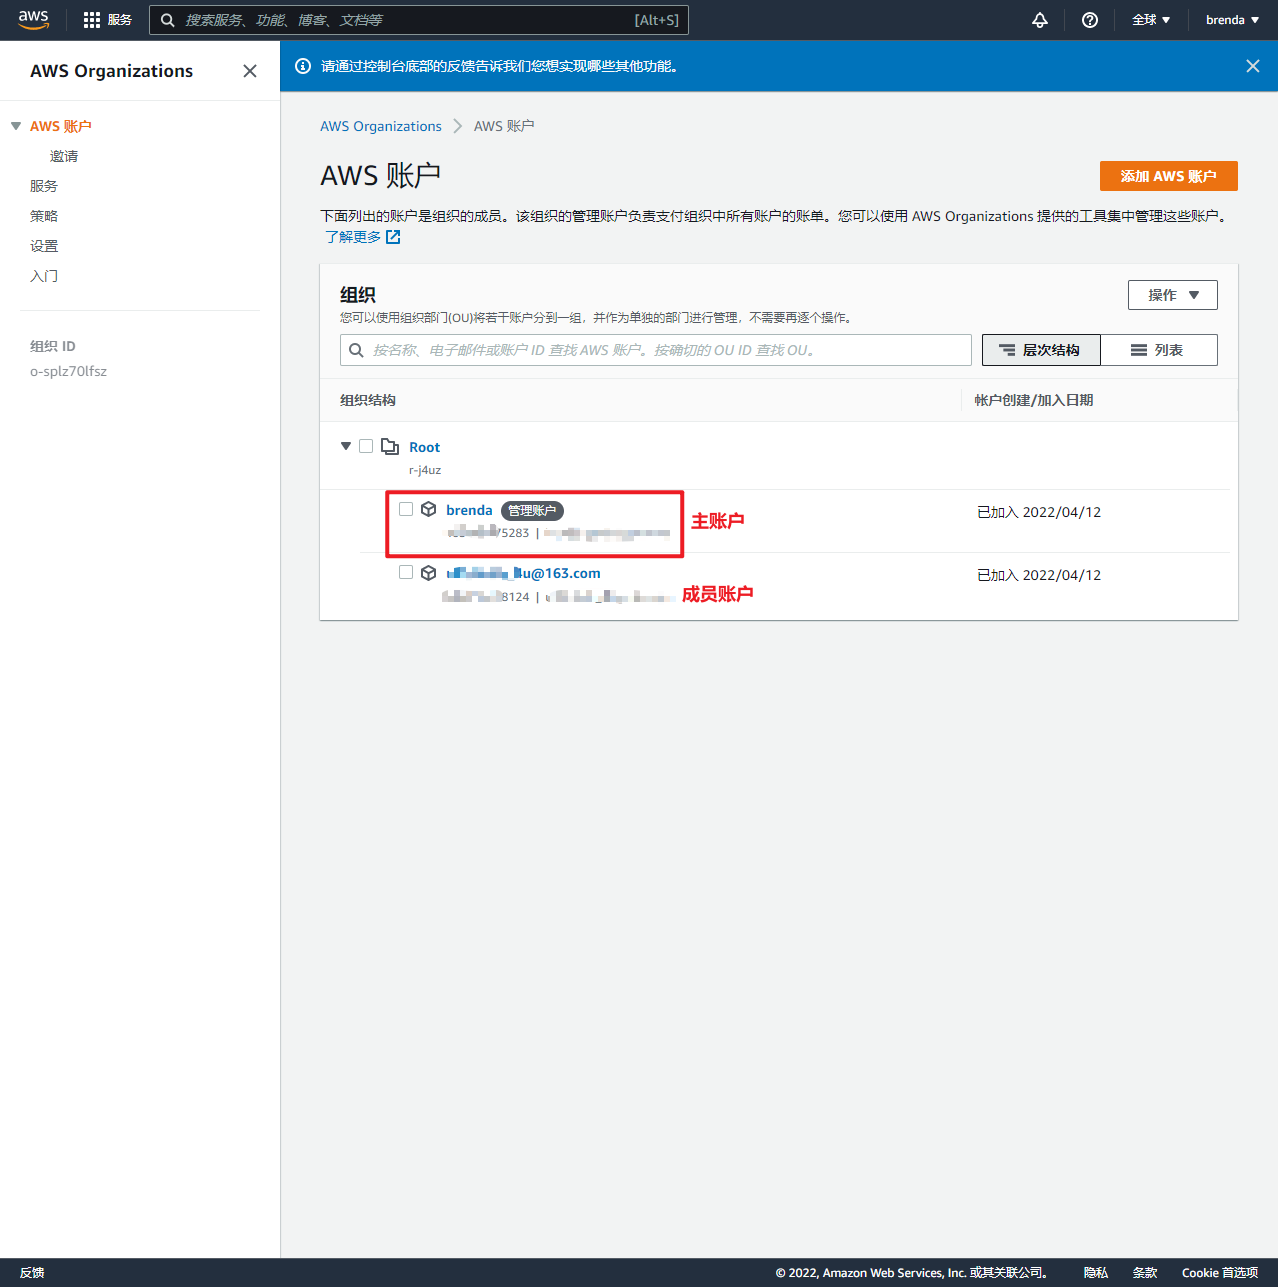 aws 服务 搜索服务、功能、博客、文档等 [Alt+S] 全球 brenda
AWS Organizations
请通过控制台底部的反馈告诉我们您想实现哪些其他功能。
AWS 账户
邀请
服务
策略
设置
入门
组织 ID
o-splz70lfsz
AWS Organizations AWS 账户
AWS 账户
添加 AWS 账户
下面列出的账户是组织的成员。该组织的管理账户负责支付组织中所有账户的账单。您可以使用 AWS Organizations 提供的工具集中管理这些账户。
了解更多
组织
操作
您可以使用组织部门(OU)将若干账户分到一组，并作为单独的部门进行管理，不需要再逐个操作。
按名称、电子邮件或账户 ID 查找 AWS 账户。按确切的 OU ID 查找 OU。
层次结构 列表
组织结构 帐户创建/加入日期
Root
r-j4uz
brenda 管理账户 已加入 2022/04/12
75283 |
主账户
4u@163.com 已加入 2022/04/12
8124 |
成员账户
反馈 © 2022, Amazon Web Services, Inc. 或其关联公司。 隐私 条款 Cookie 首选项